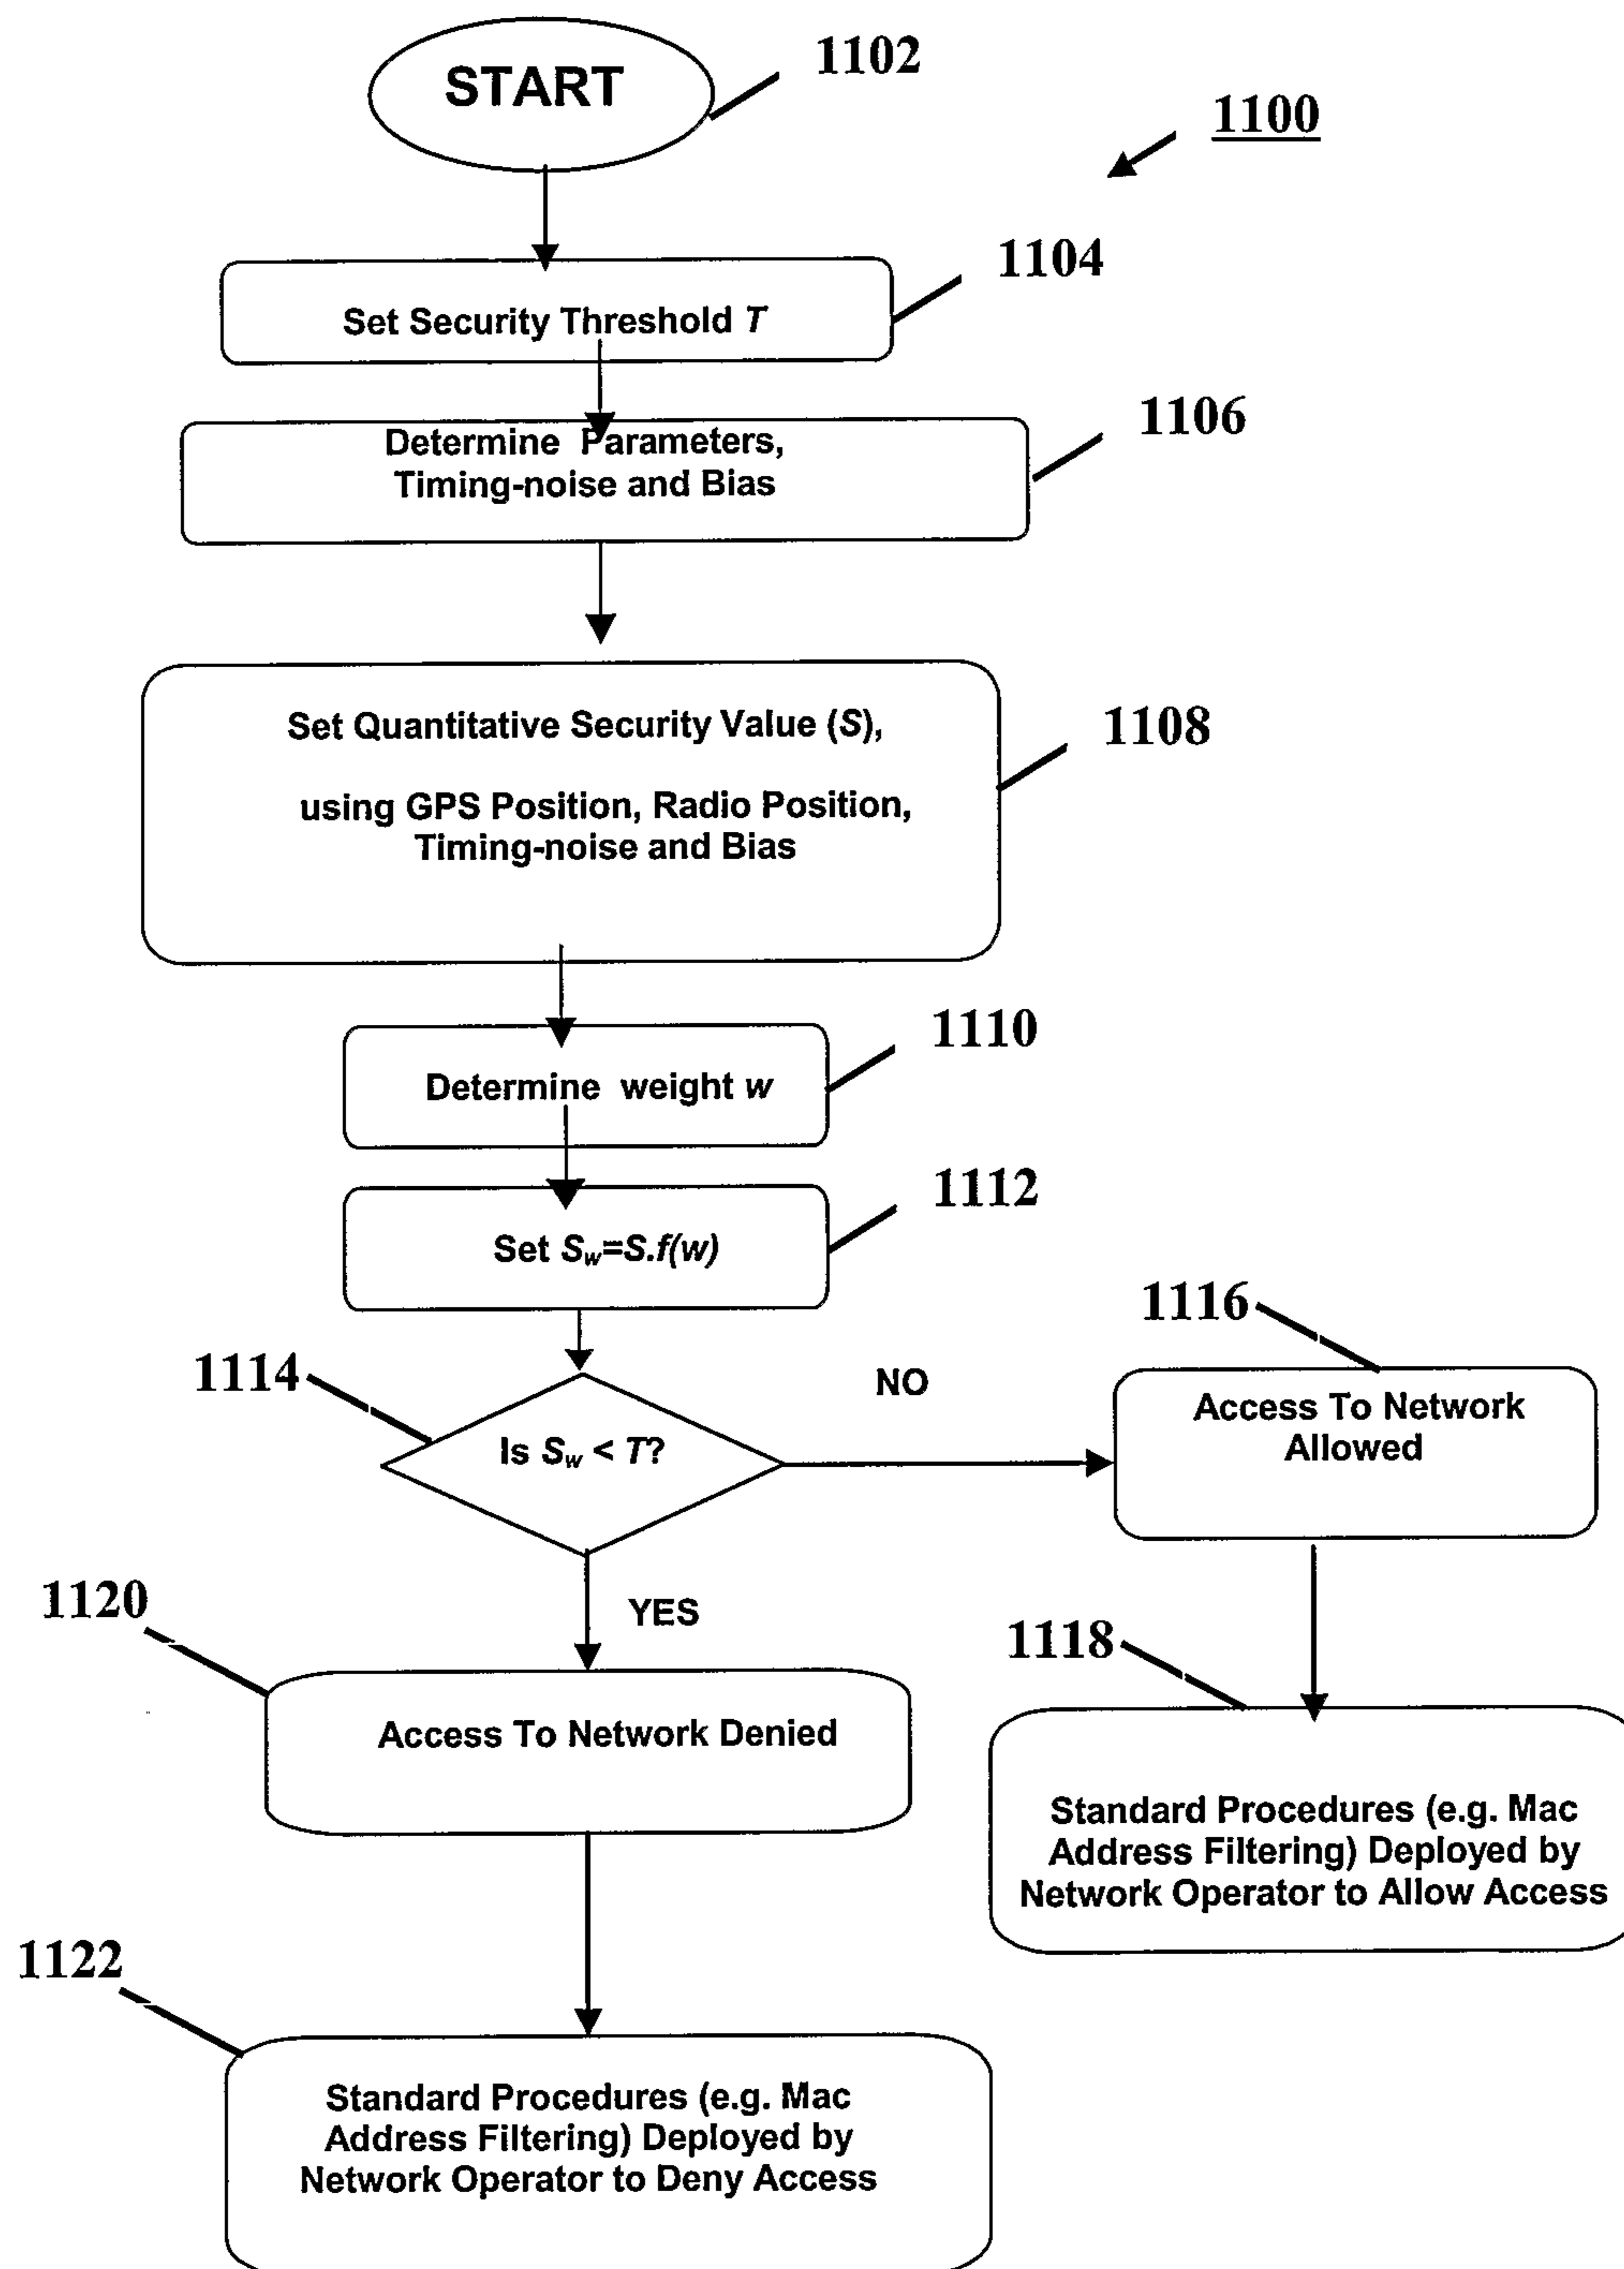 START
1102
1100
Set Security Threshold T
1104
Determine Parameters,
Timing-noise and Bias
1106
Set Quantitative Security Value (S),
using GPS Position, Radio Position,
Timing-noise and Bias
1108
Determine weight w
1110
Set Sw=S.f(w)
1112
1114
Is Sw < T?
NO
1116
Access To Network
Allowed
YES
1120
Access To Network Denied
1118
Standard Procedures (e.g. Mac
Address Filtering) Deployed by
Network Operator to Allow Access
1122
Standard Procedures (e.g. Mac
Address Filtering) Deployed by
Network Operator to Deny Access